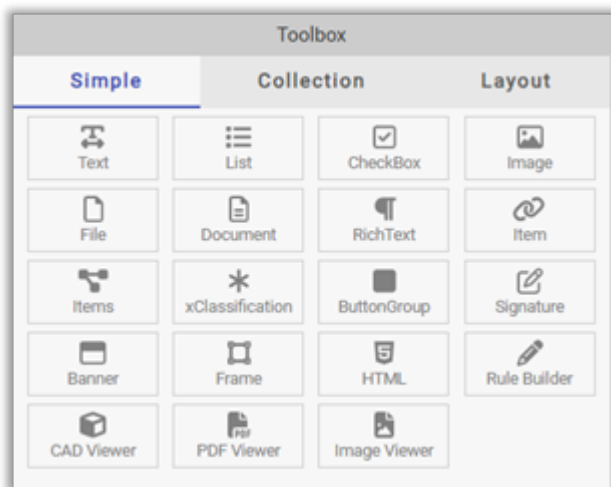 Toolbox
Simple Collection Layout
Text List CheckBox Image
File Document RichText Item
Items xClassification ButtonGroup Signature
Banner Frame HTML Rule Builder
PDF
CAD Viewer PDF Viewer Image Viewer